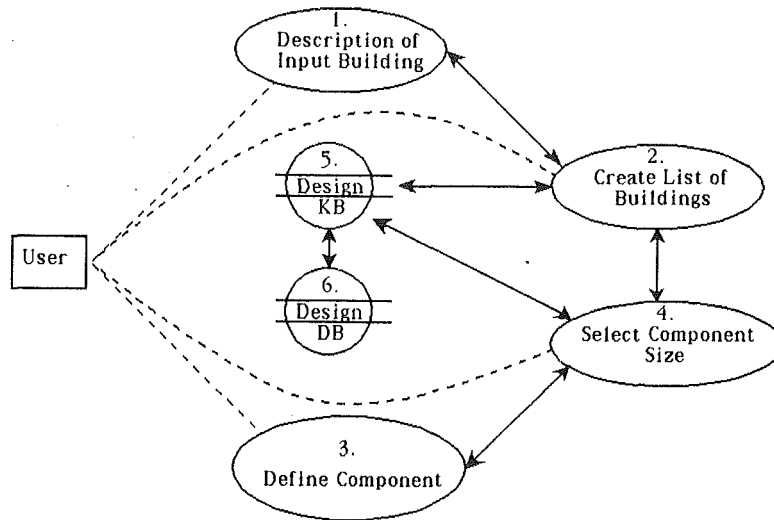 1.
Description of
Input Building
2.
Create List of
Buildings
5.
Design
KB
User
6.
Design
DB
4.
Select Component
Size
3.
Define Component